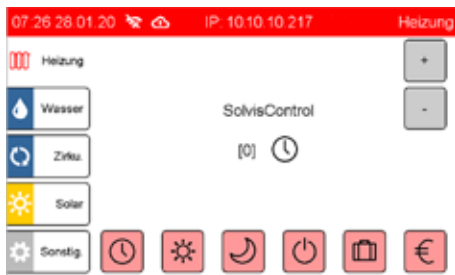 07:26 28.01.20 IP: 10.10.10.217 Heizung
Heizung
+
Wasser
SolvisControl
-
Zirku.
[0]
Solar
Sonstig.
€